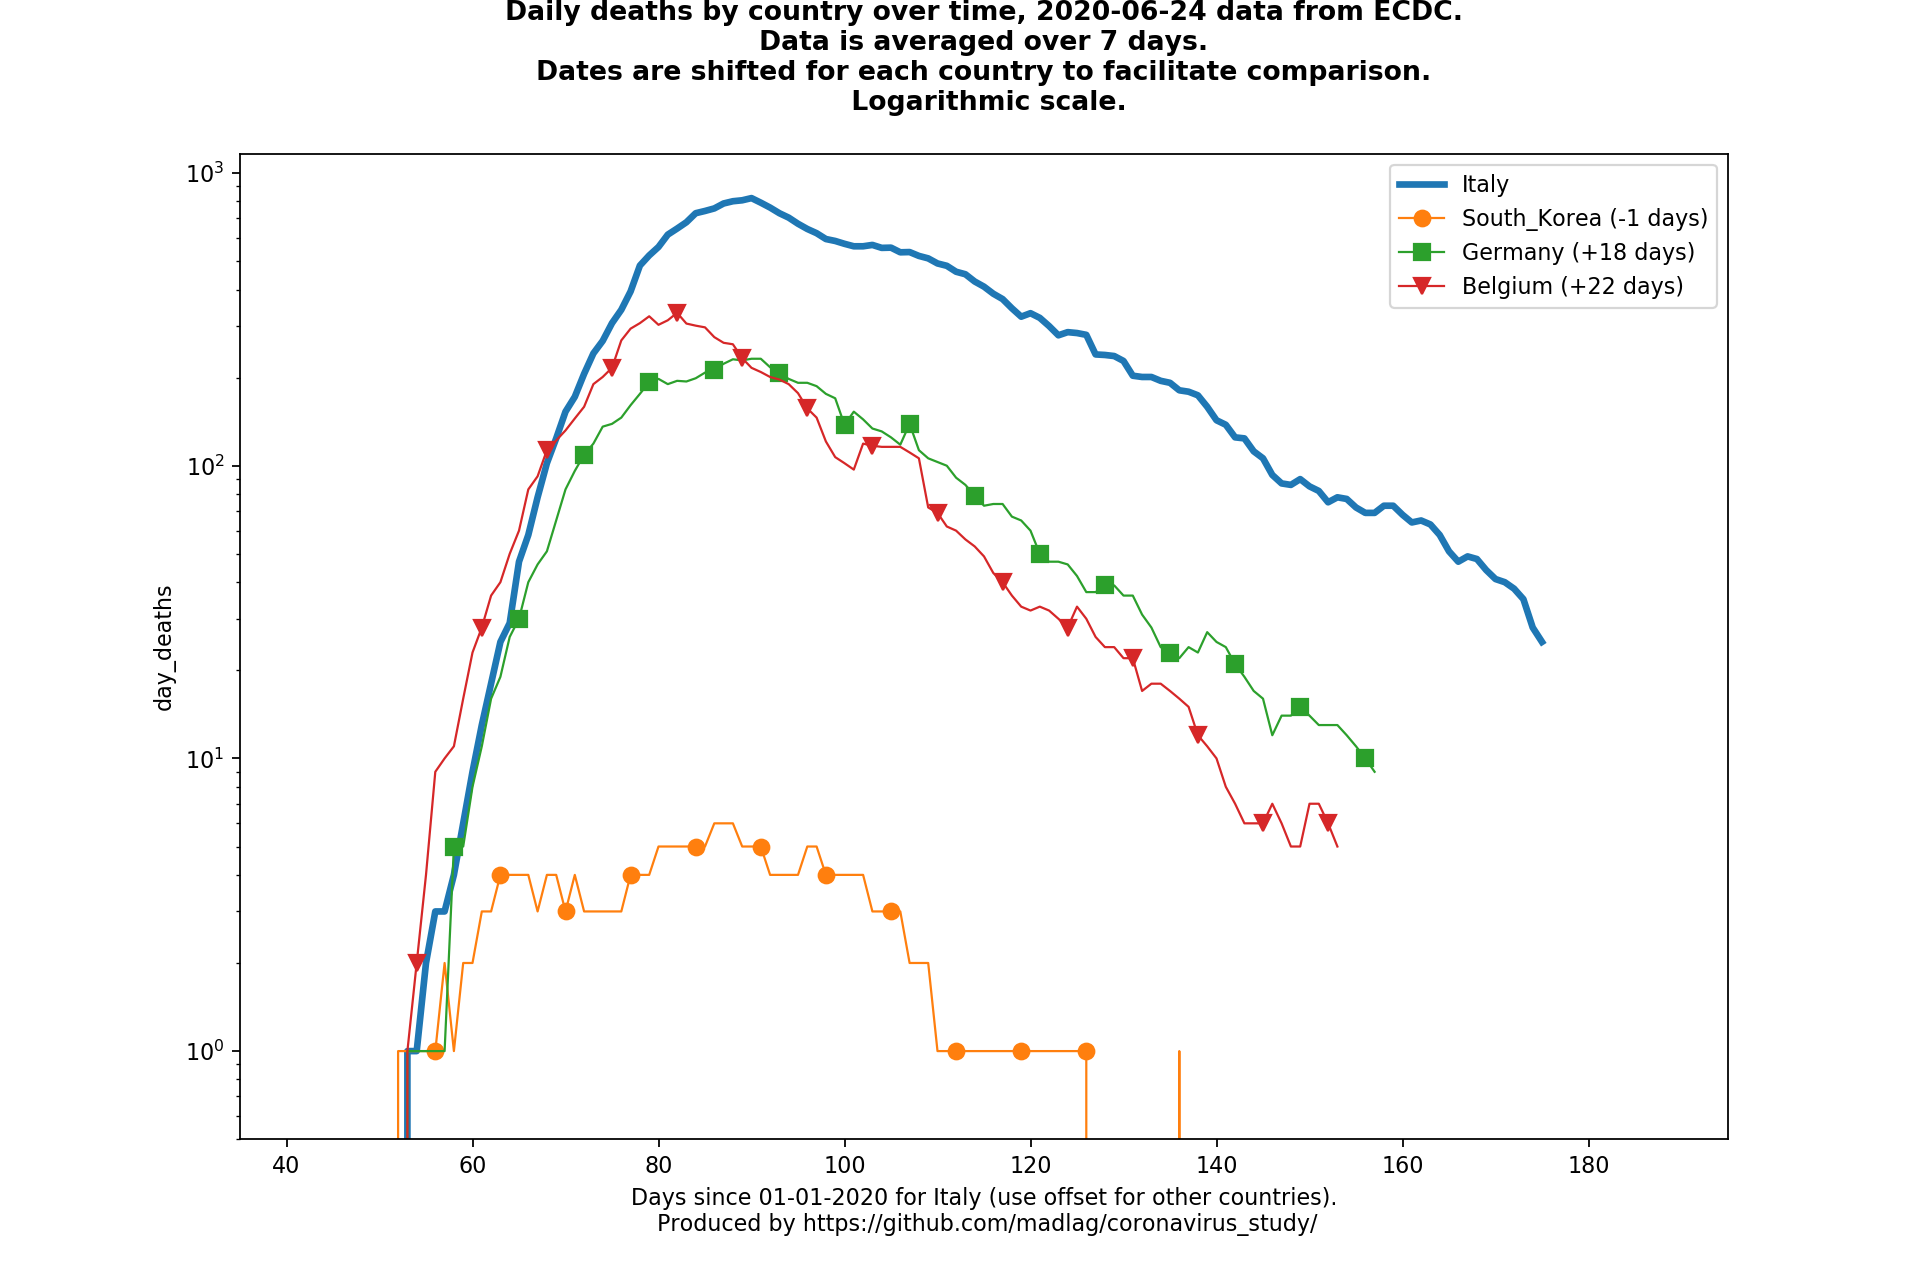 Daily deaths by country over time, 2020-06-24 data from ECDC.
Data is averaged over 7 days.
Dates are shifted for each country to facilitate comparison.
Logarithmic scale.
10³
Italy
South_Korea (-1 days)
Germany (+18 days)
Belgium (+22 days)
10²
day_deaths
10¹
10⁰
40 60 80 100 120 140 160 180
Days since 01-01-2020 for Italy (use offset for other countries).
Produced by https://github.com/madlag/coronavirus_study/